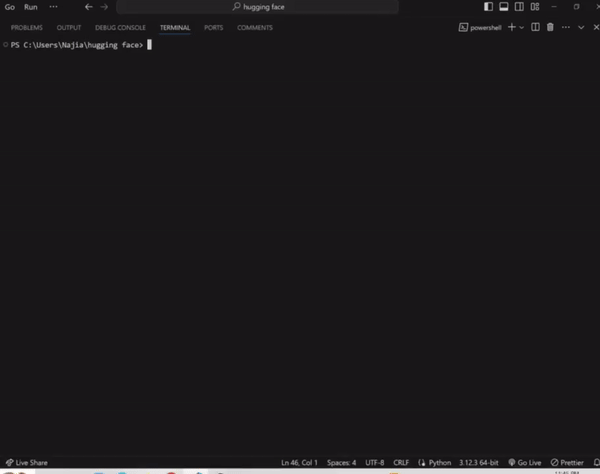 Go Run ··· hugging face
PROBLEMS OUTPUT DEBUG CONSOLE TERMINAL PORTS COMMENTS powershell
PS C:\Users\Najia\hugging face>
Live Share Ln 46, Col 1 Spaces: 4 UTF-8 CRLF Python 3.12.3 64-bit Go Live Prettier